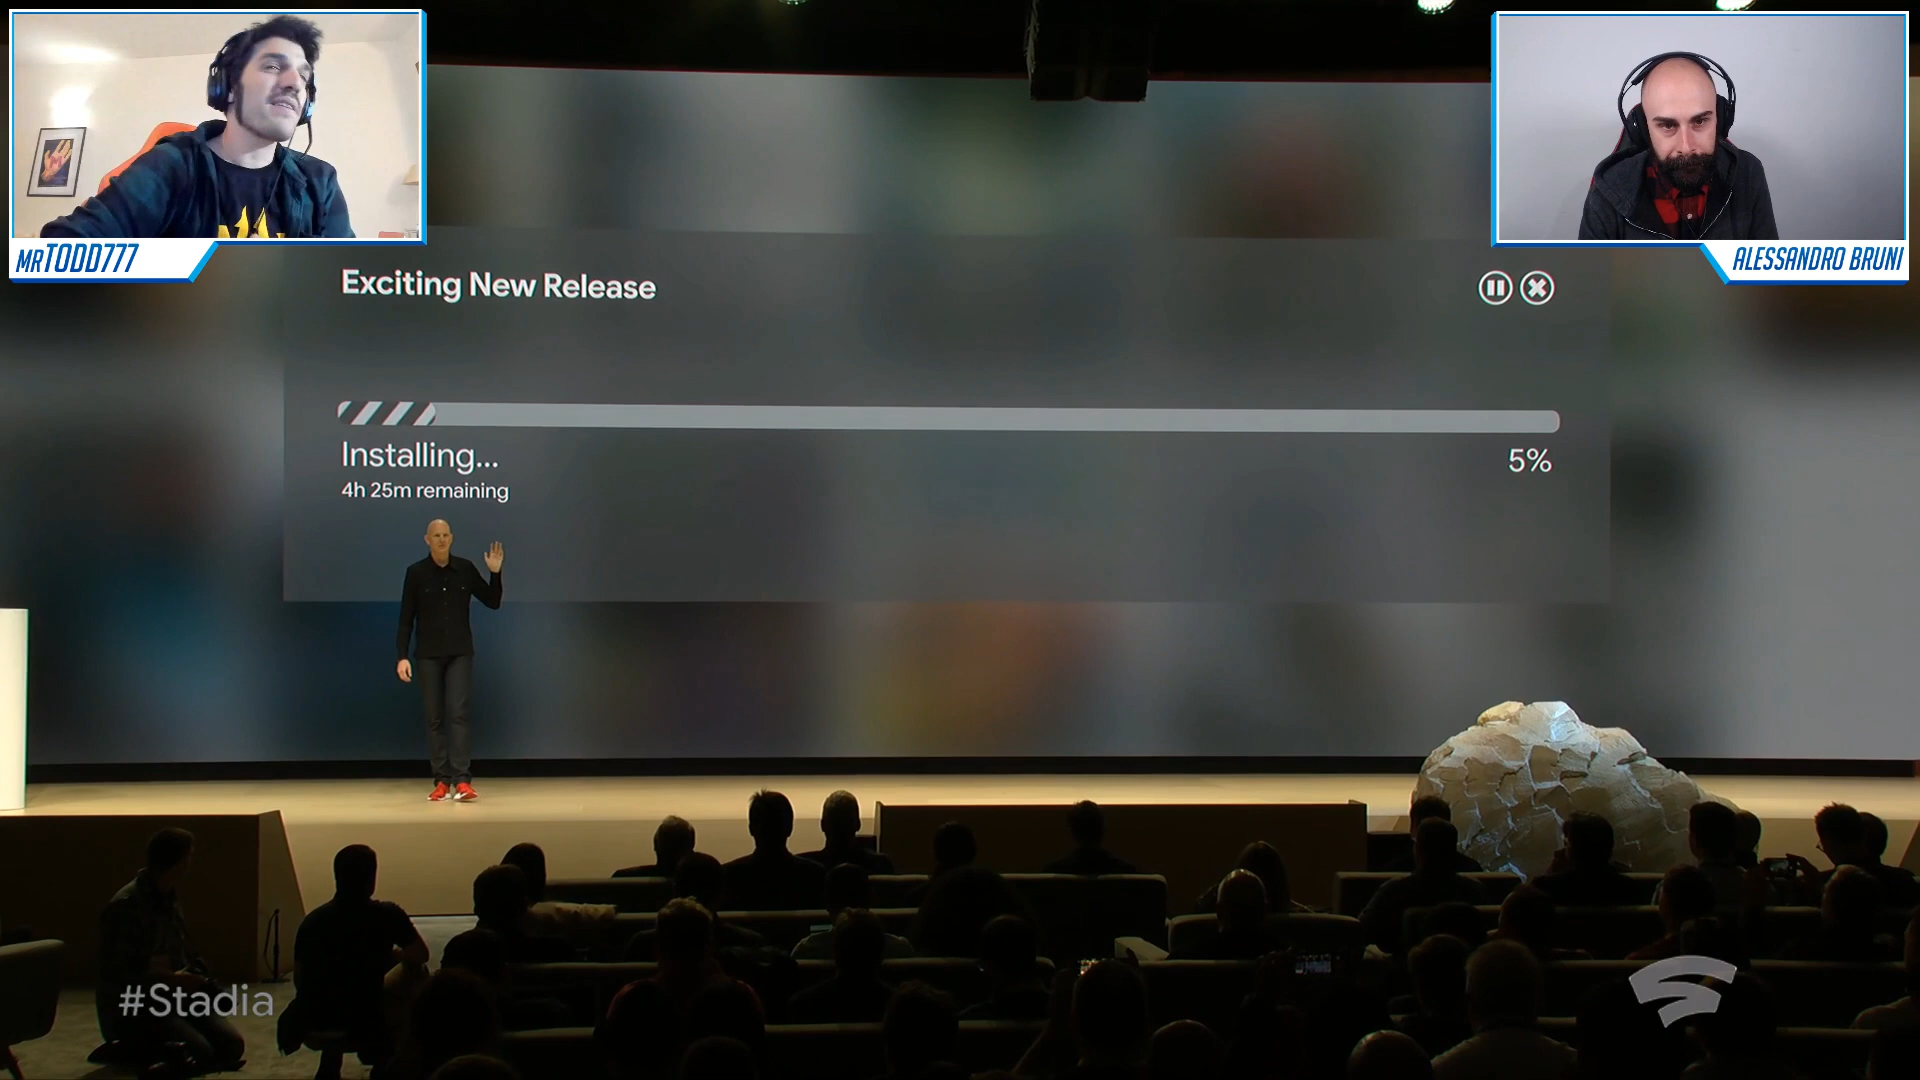 mrTODD777
ALESSANDRO BRUNI
Exciting New Release
Installing...
5%
4h 25m remaining
#Stadia